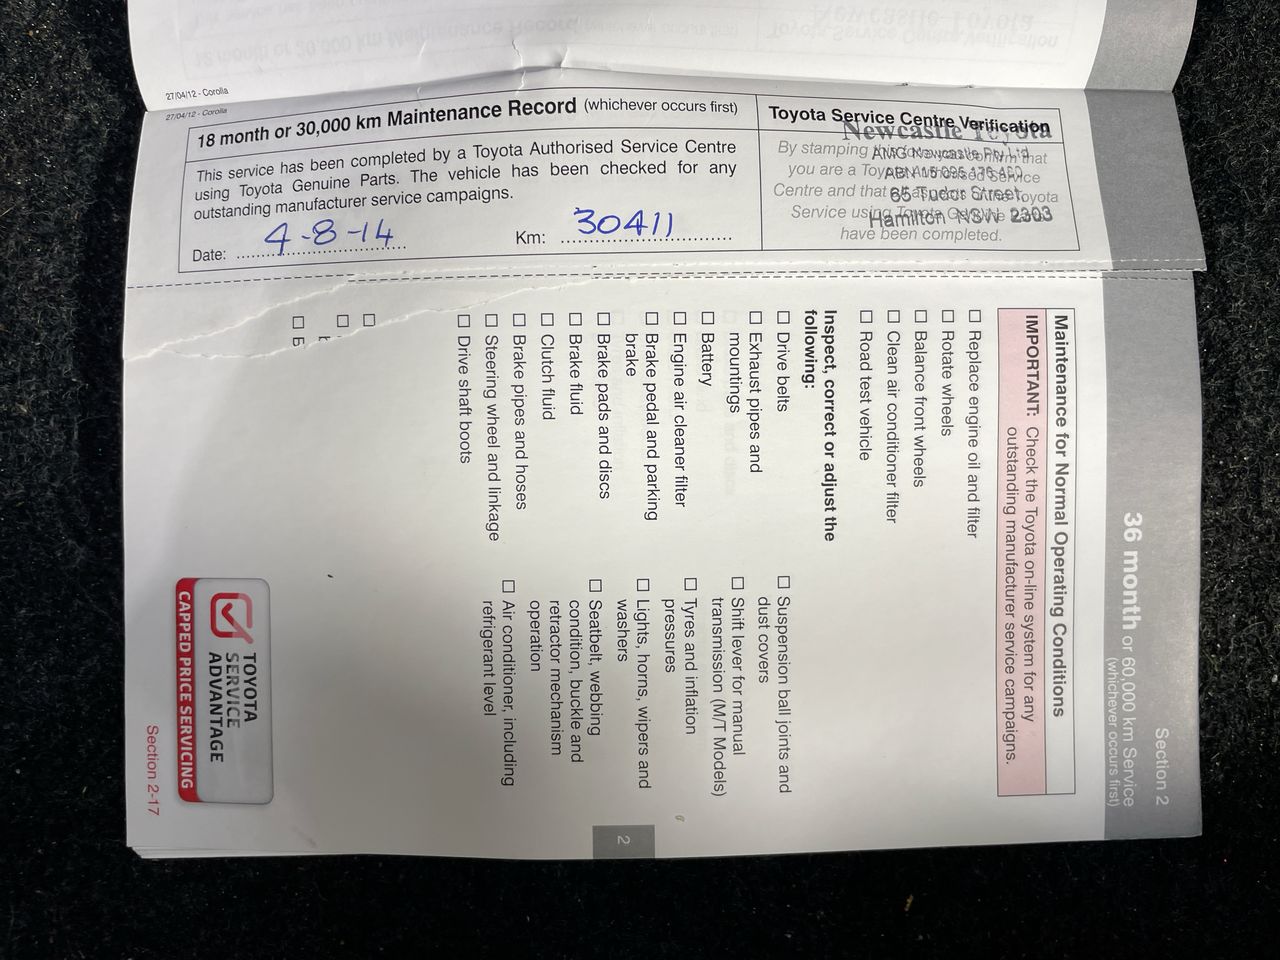 27/04/12 - Corolla
27/04/12 - Corolla
18 month or 30,000 km Maintenance Record (whichever occurs first)
This service has been completed by a Toyota Authorised Service Centre
using Toyota Genuine Parts. The vehicle has been checked for any
outstanding manufacturer service campaigns.
Date: 4-8-14
Km: 30411
Toyota Service Centre Verification
By stamping this
you are a Toyota
Service
Centre and that
Toyota
Service using
have been completed.
Newcastle Toyota
AMG Newcastle Pty Ltd
65 Tudor Street
Hamilton NSW 2303
Section 2
36 month or 60,000 km Service
(whichever occurs first)
Maintenance for Normal Operating Conditions
IMPORTANT: Check the Toyota on-line system for any
outstanding manufacturer service campaigns.
☐ Replace engine oil and filter
☐ Rotate wheels
☐ Balance front wheels
☐ Clean air conditioner filter
☐ Road test vehicle
Inspect, correct or adjust the
following:
☐ Drive belts
☐ Exhaust pipes and
mountings
☐ Battery
☐ Engine air cleaner filter
☐ Brake pedal and parking
brake
☐ Brake pads and discs
☐ Brake fluid
☐ Clutch fluid
☐ Brake pipes and hoses
☐ Steering wheel and linkage
☐ Drive shaft boots
☐ Suspension ball joints and
dust covers
☐ Shift lever for manual
transmission (M/T Models)
☐ Tyres and inflation
pressures
☐ Lights, horns, wipers and
washers
☐ Seatbelt, webbing
condition, buckle and
retractor mechanism
operation
☐ Air conditioner, including
refrigerant level
2
TOYOTA
SERVICE
ADVANTAGE
CAPPED PRICE SERVICING
Section 2-17